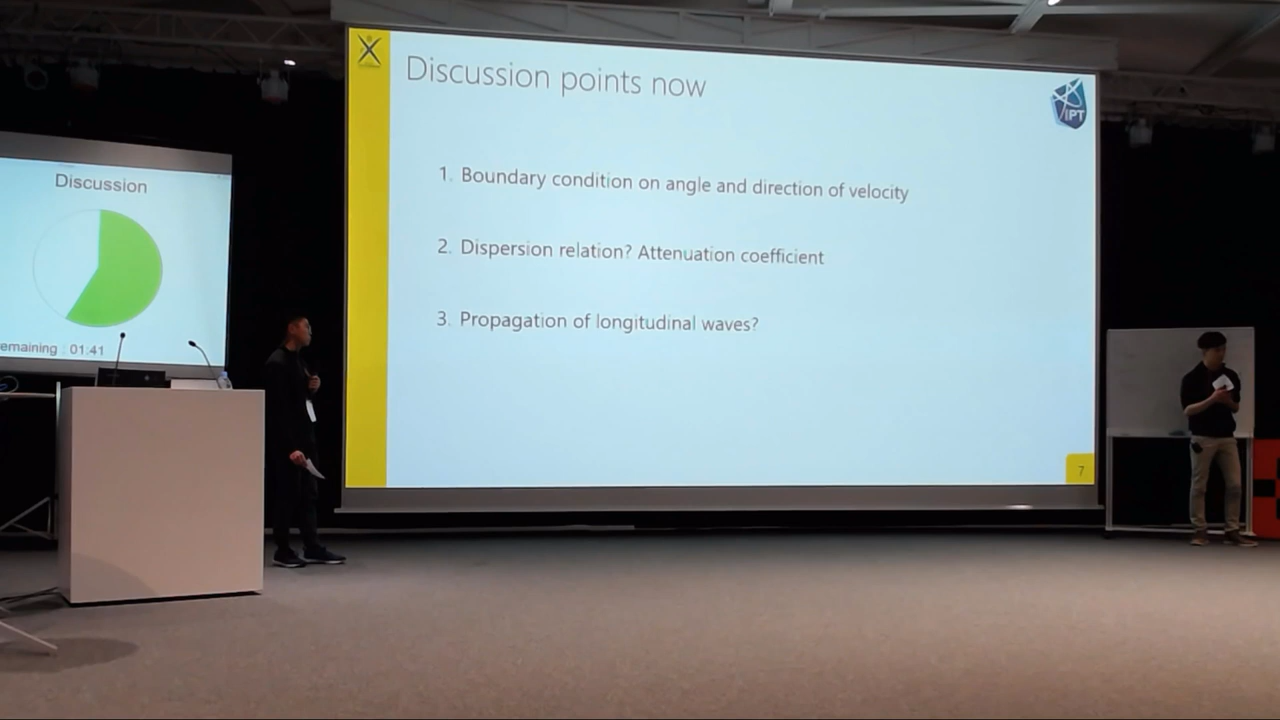 Discussion points now
IPT
1. Boundary condition on angle and direction of velocity
2. Dispersion relation? Attenuation coefficient
3. Propagation of longitudinal waves?
7
Discussion
emaining : 01:41